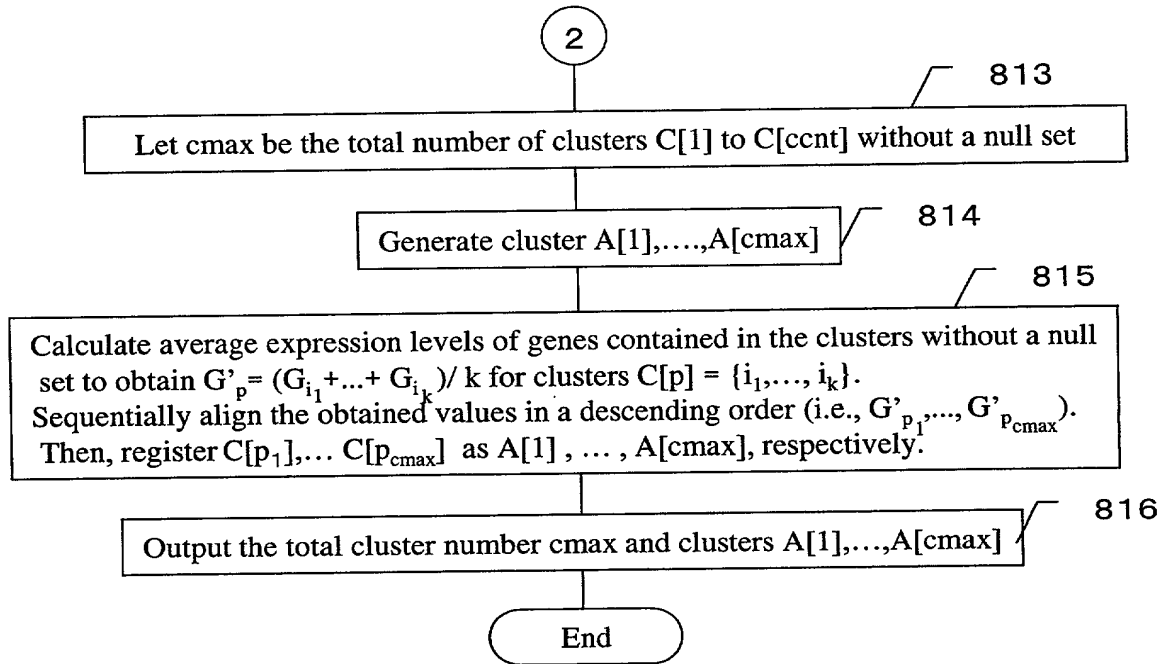 2
813
Let cmax be the total number of clusters C[1] to C[ccnt] without a null set
814
Generate cluster A[1],....,A[cmax]
815
Calculate average expression levels of genes contained in the clusters without a null
set to obtain G'p= (Gi1+...+ Gik)/ k for clusters C[p] = {i1,..., ik}.
Sequentially align the obtained values in a descending order (i.e., G'p1,..., G'pcmax).
Then, register C[p1],... C[pcmax] as A[1] , ... , A[cmax], respectively.
816
Output the total cluster number cmax and clusters A[1],...,A[cmax]
End